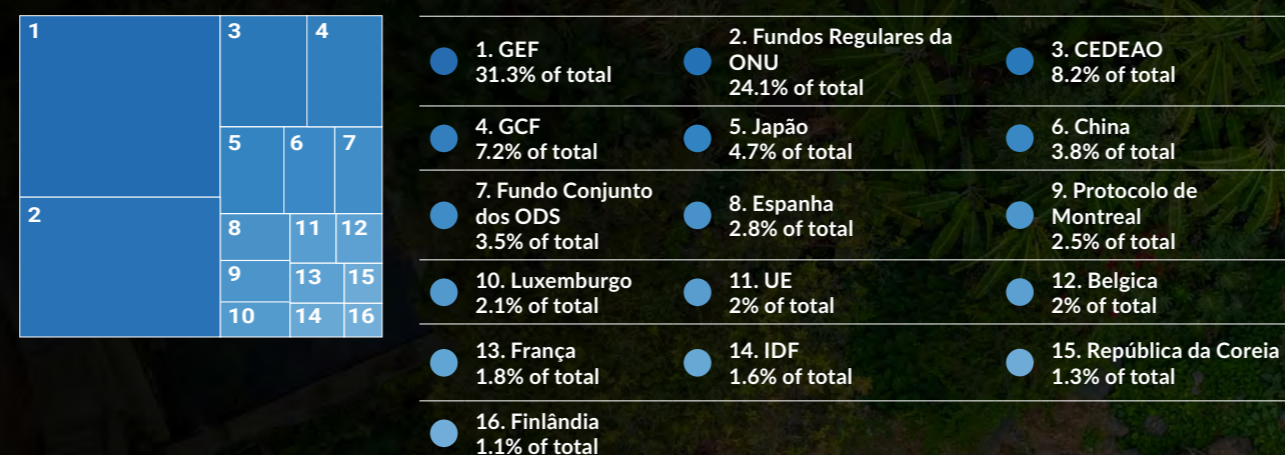 1
2
3
4
5
6
7
8
9
10
11
12
13
14
15
16
1. GEF
31.3% of total
2. Fundos Regulares da
ONU
24.1% of total
3. CEDEAO
8.2% of total
4. GCF
7.2% of total
5. Japão
4.7% of total
6. China
3.8% of total
7. Fundo Conjunto
dos ODS
3.5% of total
8. Espanha
2.8% of total
9. Protocolo de
Montreal
2.5% of total
10. Luxemburgo
2.1% of total
11. UE
2% of total
12. Belgica
2% of total
13. França
1.8% of total
14. IDF
1.6% of total
15. República da Coreia
1.3% of total
16. Finlândia
1.1% of total